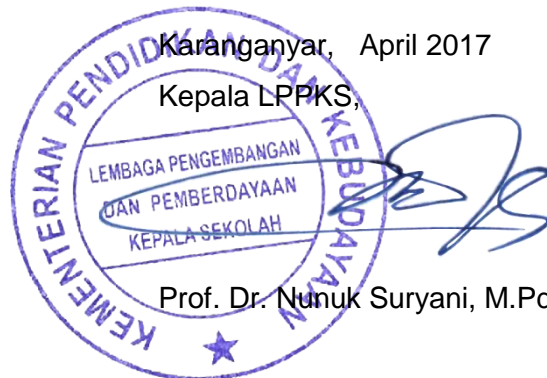 Karanganyar, April 2017
Kepala LPPKS,
KEMENTERIAN PENDIDIKAN DAN KEBUDAYAAN
LEMBAGA PENGEMBANGAN
DAN PEMBERDAYAAN
KEPALA SEKOLAH
Prof. Dr. Nunuk Suryani, M.Pd